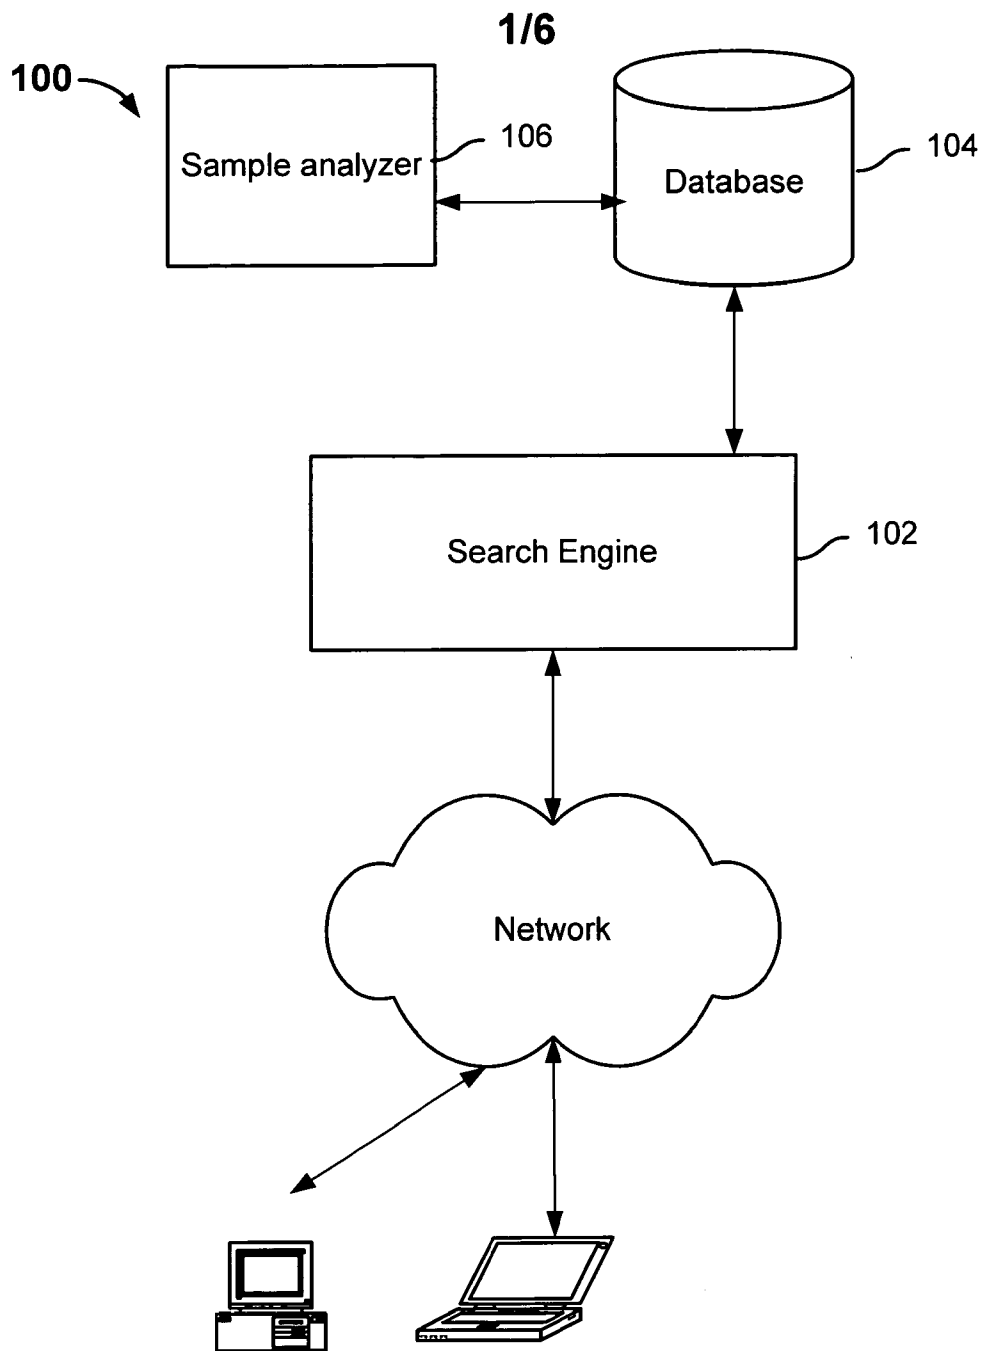 1/6
100
Sample analyzer
106
Database
104
Search Engine
102
Network